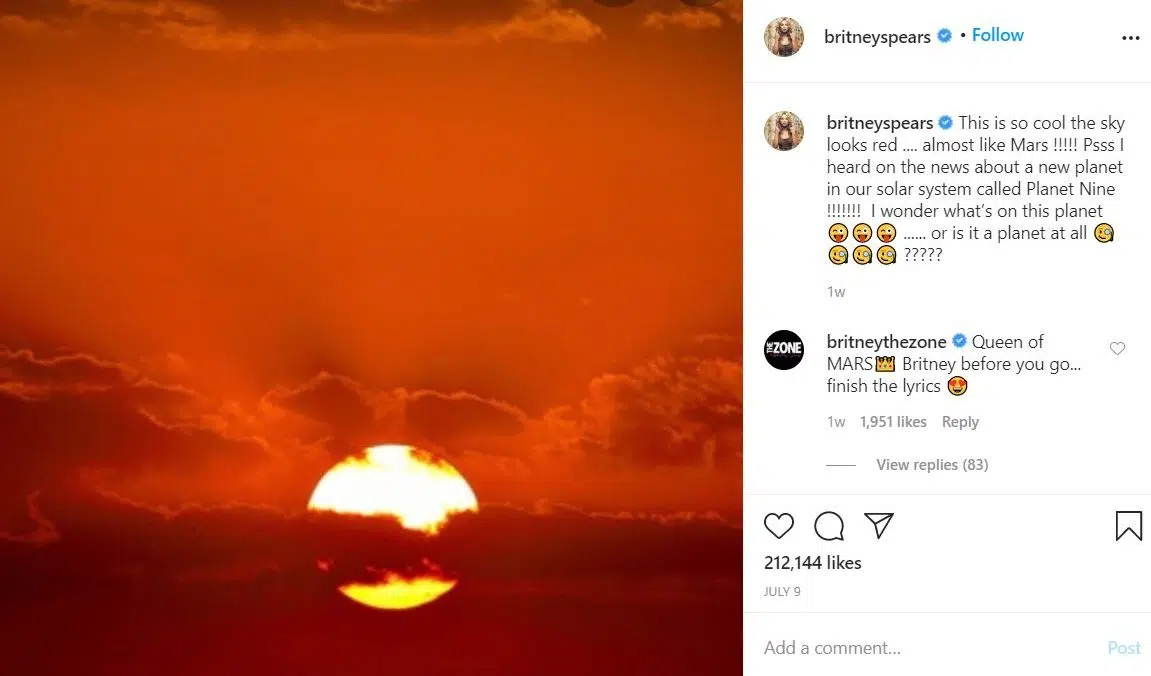 britneyspears • Follow
britneyspears This is so cool the sky
looks red .... almost like Mars !!!!! Psss I
heard on the news about a new planet
in our solar system called Planet Nine
!!!!!!! I wonder what's on this planet
😜😜😜 ...... or is it a planet at all 🧐
🧐🧐🧐 ?????
1w
THE ZONE
britneythezone Queen of
MARS👑 Britney before you go...
finish the lyrics 😍
1w 1,951 likes Reply
View replies (83)
212,144 likes
JULY 9
Add a comment... Post